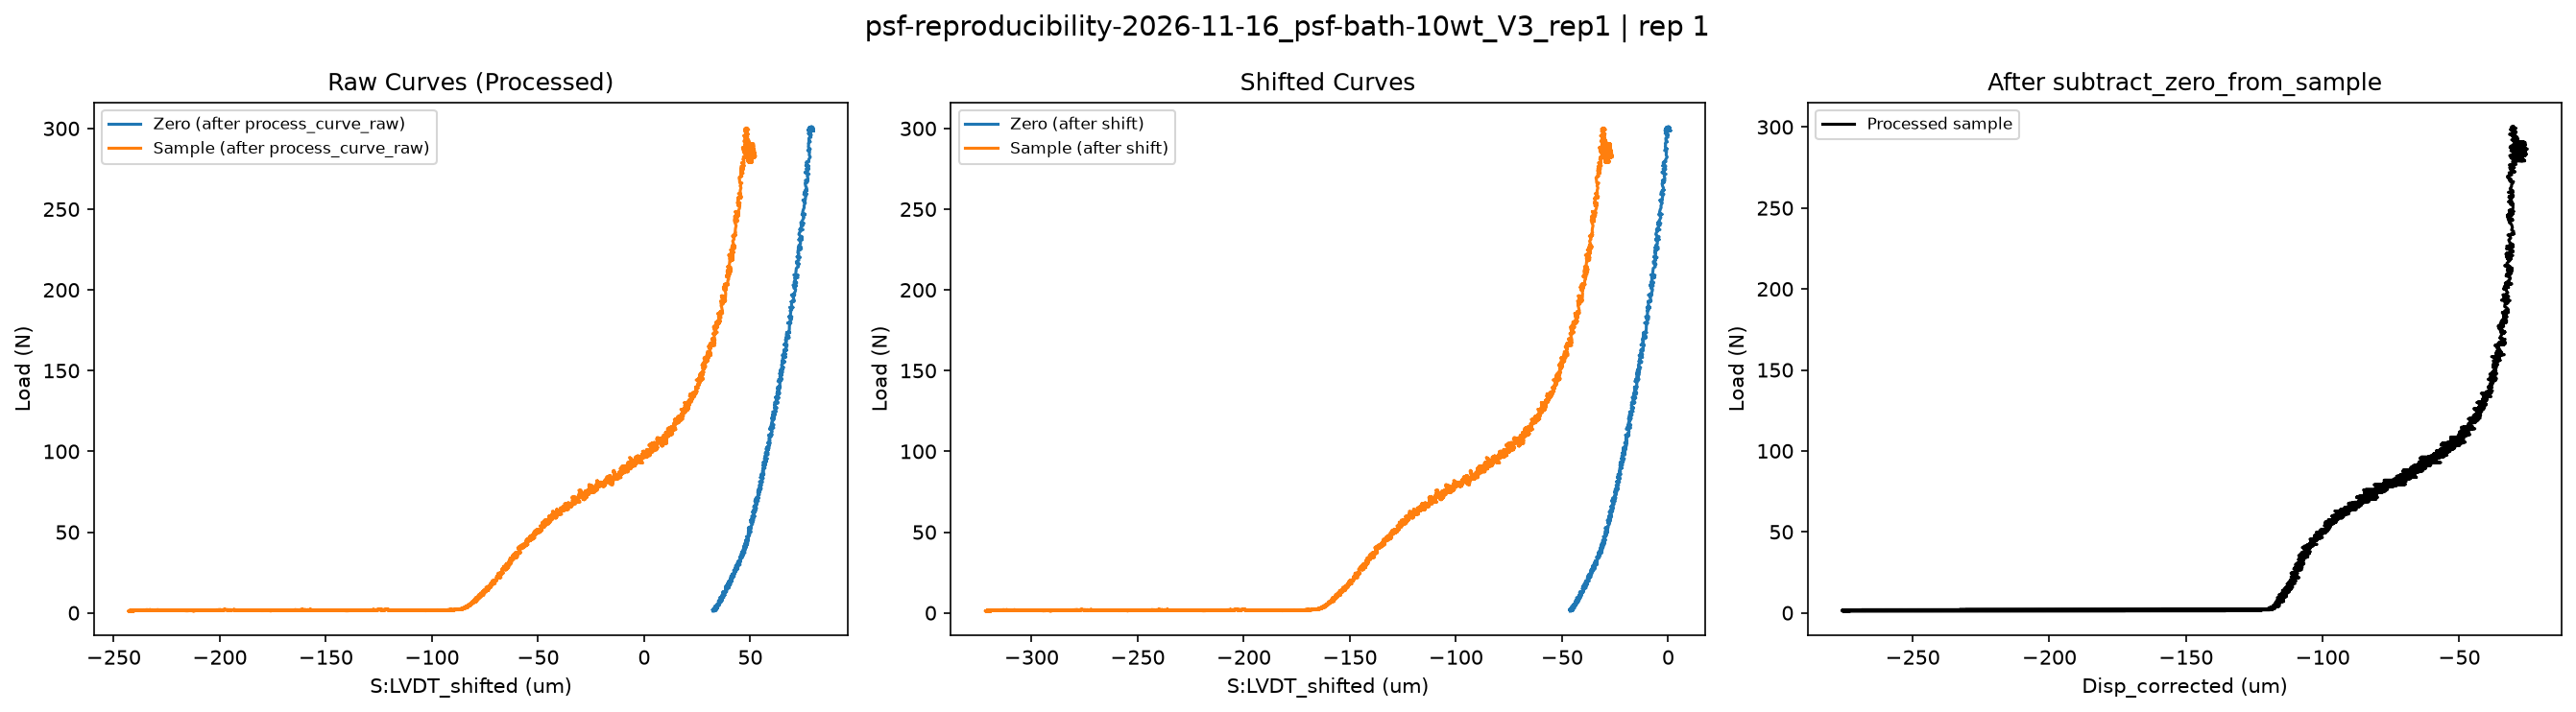 psf-reproducibility-2026-11-16_psf-bath-10wt_V3_rep1 | rep 1
Raw Curves (Processed)
Zero (after process_curve_raw)
Sample (after process_curve_raw)
Load (N)
300
250
200
150
100
50
0
−250
−200
−150
−100
−50
0
50
S:LVDT_shifted (um)
Shifted Curves
Zero (after shift)
Sample (after shift)
Load (N)
300
250
200
150
100
50
0
−300
−250
−200
−150
−100
−50
0
S:LVDT_shifted (um)
After subtract_zero_from_sample
Processed sample
Load (N)
300
250
200
150
100
50
0
−250
−200
−150
−100
−50
Disp_corrected (um)